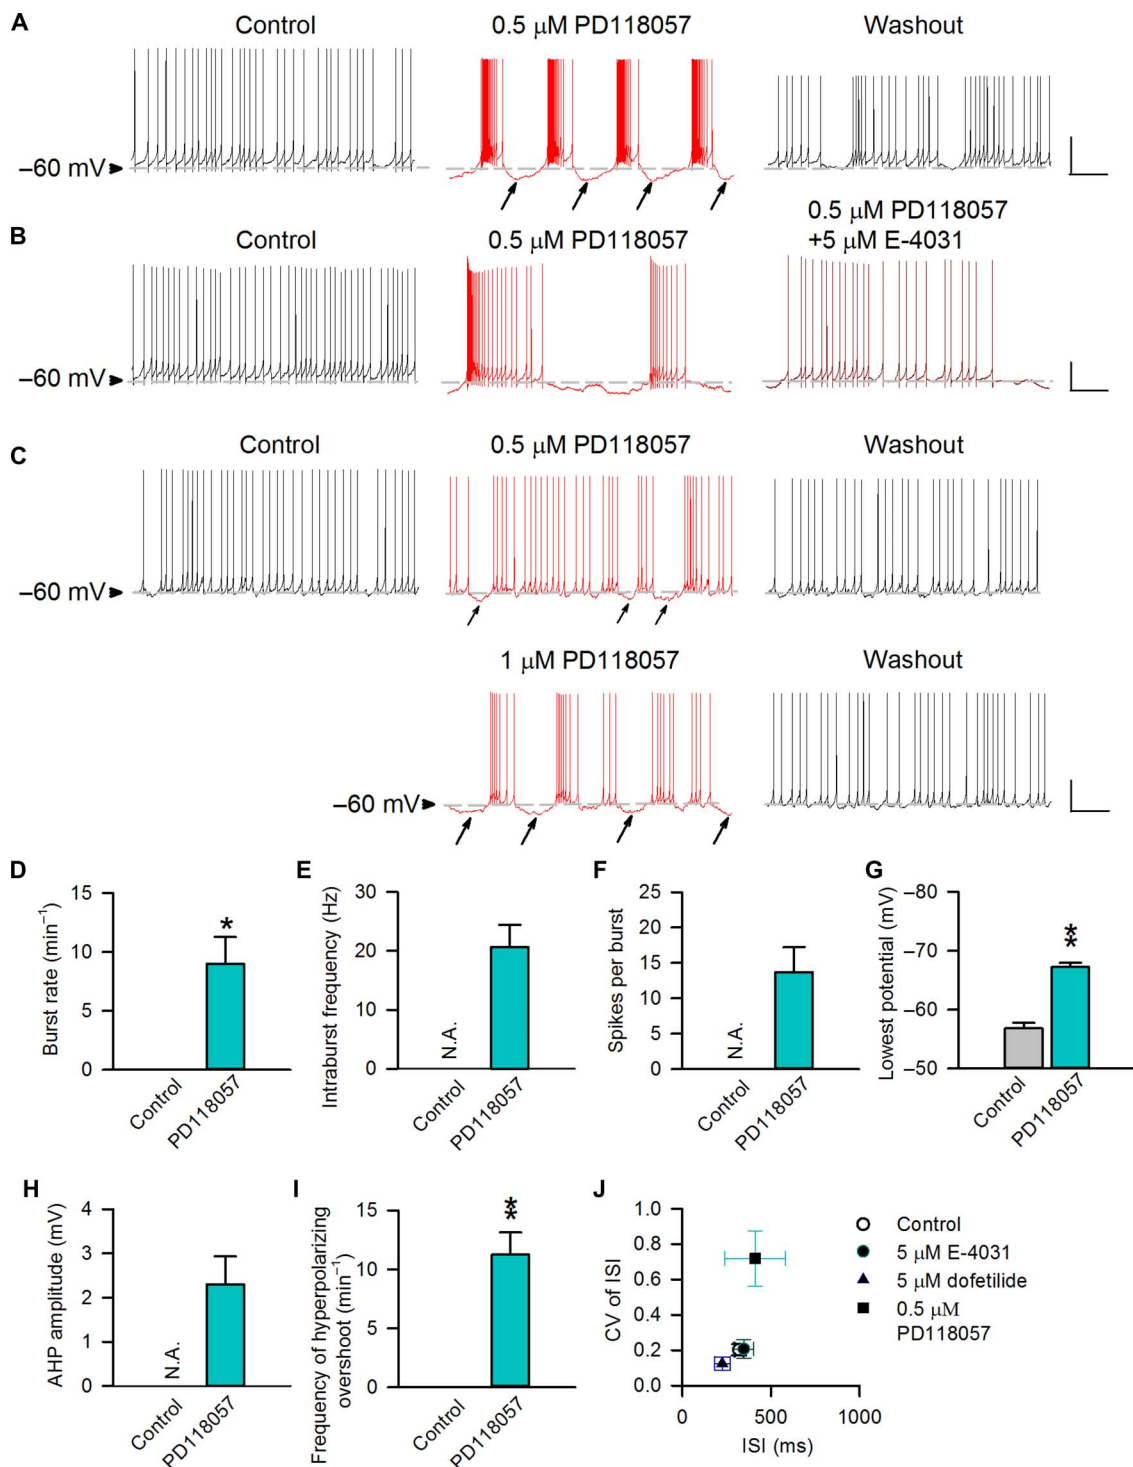 A
Control
0.5 μM PD118057
Washout
–60 mV
B
Control
0.5 μM PD118057
0.5 μM PD118057
+5 μM E-4031
–60 mV
C
Control
0.5 μM PD118057
Washout
–60 mV
1 μM PD118057
Washout
–60 mV
D
Burst rate (min⁻¹)
15
10
5
0
*
Control
PD118057
E
Intraburst frequency (Hz)
30
20
10
0
N.A.
Control
PD118057
F
Spikes per burst
25
20
15
10
5
0
N.A.
Control
PD118057
G
Lowest potential (mV)
–80
–70
–60
–50
**
Control
PD118057
H
AHP amplitude (mV)
4
3
2
1
0
N.A.
Control
PD118057
I
Frequency of hyperpolarizing
overshoot (min⁻¹)
15
10
5
0
**
Control
PD118057
J
CV of ISI
1.0
0.8
0.6
0.4
0.2
0.0
0
500
1000
ISI (ms)
Control
5 μM E-4031
5 μM dofetilide
0.5 μM
PD118057